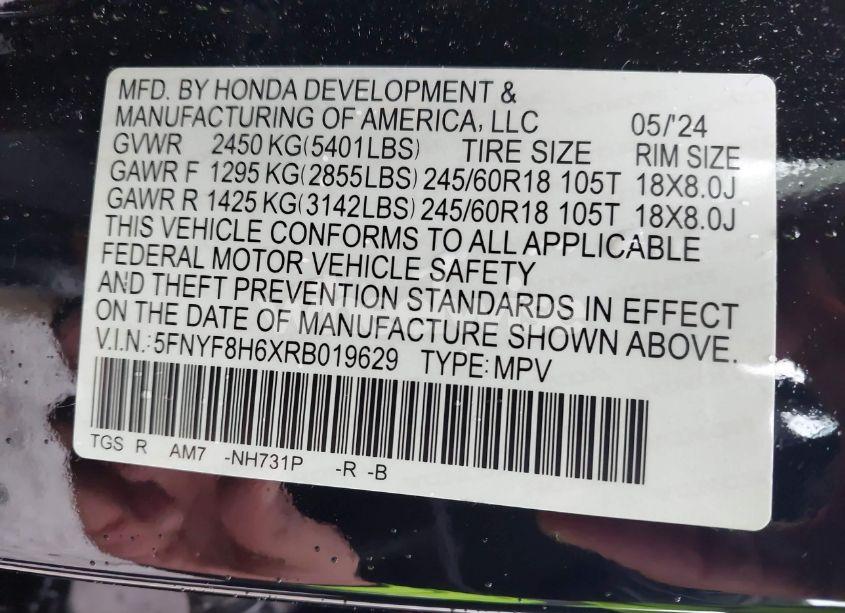 MFD. BY HONDA DEVELOPMENT &
MANUFACTURING OF AMERICA, LLC 05/'24
GVWR 2450 KG(5401LBS) TIRE SIZE RIM SIZE
GAWR F 1295 KG(2855LBS) 245/60R18 105T 18X8.0J
GAWR R 1425 KG(3142LBS) 245/60R18 105T 18X8.0J
THIS VEHICLE CONFORMS TO ALL APPLICABLE
FEDERAL MOTOR VEHICLE SAFETY
AND THEFT PREVENTION STANDARDS IN EFFECT
ON THE DATE OF MANUFACTURE SHOWN ABOVE.
V.I.N.: 5FNYF8H6XRB019629 TYPE: MPV
TGS R AM7 -NH731P -R -B